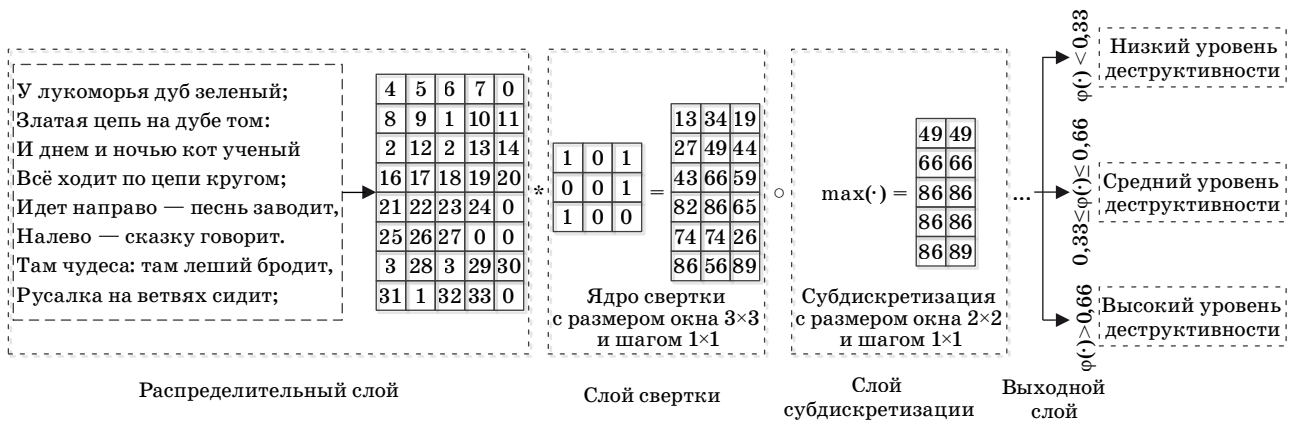 У лукоморья дуб зеленый;
Златая цепь на дубе том:
И днем и ночью кот ученый
Всё ходит по цепи кругом;
Идет направо — песнь заводит,
Налево — сказку говорит.
Там чудеса: там леший бродит,
Русалка на ветвях сидит;
4 5 6 7 0
8 9 1 10 11
2 12 2 13 14
16 17 18 19 20
21 22 23 24 0
25 26 27 0 0
3 28 3 29 30
31 1 32 33 0
*
1 0 1
0 0 1
1 0 0
=
13 34 19
27 49 44
43 66 59
82 86 65
74 74 26
86 56 89
Ядро свертки
с размером окна 3×3
и шагом 1×1
○
max(·) =
49 49
66 66
86 86
86 86
86 89
Субдискретизация
с размером окна 2×2
и шагом 1×1
...
φ(·) < 0,33
Низкий уровень
деструктивности
0,33≤φ(·)≤ 0,66
Средний уровень
деструктивности
φ(·)>0,66
Высокий уровень
деструктивности
Распределительный слой
Слой свертки
Слой
субдискретизации
Выходной
слой